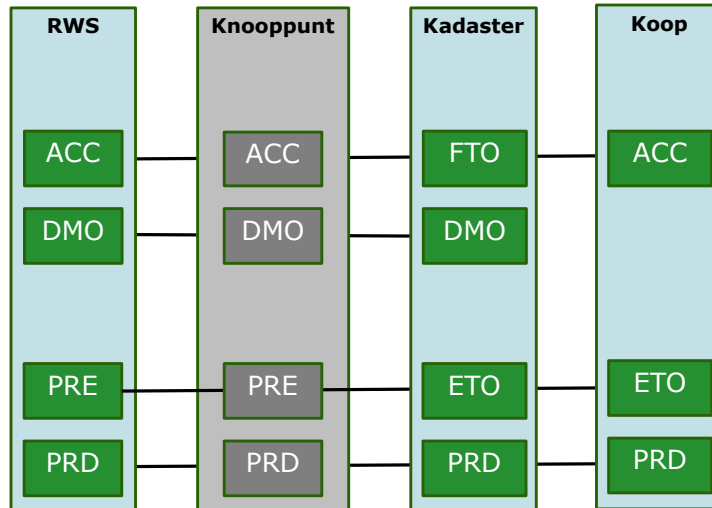 RWS Knooppunt Kadaster Koop
ACC ACC FTO ACC
DMO DMO DMO
PRE PRE ETO ETO
PRD PRD PRD PRD